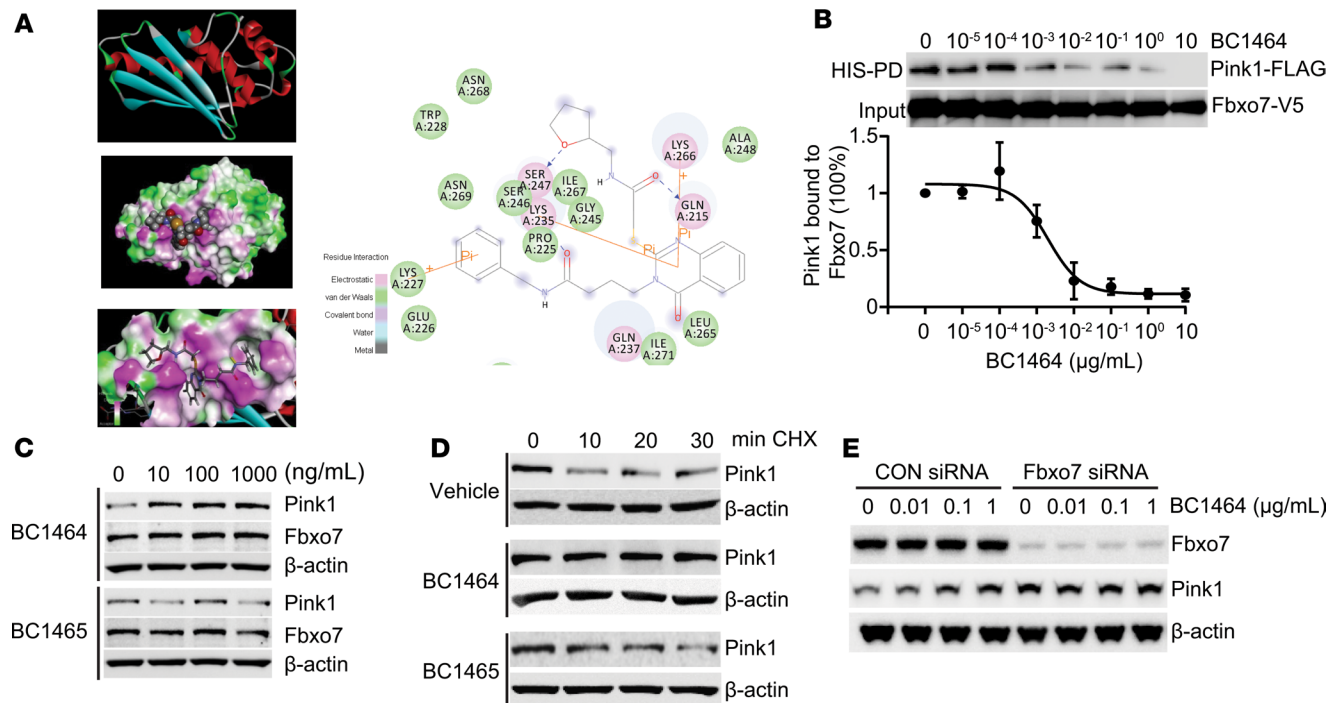 A
ASN
A:268
TRP
A:228
ASN
A:269
SER
A:247
SER
A:246
ILE
A:267
LYS
A:235
GLY
A:245
PRO
A:225
LYS
A:266
ALA
A:248
GLN
A:215
LYS
A:227
GLU
A:226
GLN
A:237
ILE
A:271
LEU
A:265
O
N
H
O
N
Pi
Pi
N
O
O
N
H
Pi
+
+
Residue Interaction
Electrostatic
van der Waals
Covalent bond
Water
Metal
B
0 10-5 10-4 10-3 10-2 10-1 100 10 BC1464
HIS-PD Pink1-FLAG
Input Fbxo7-V5
Pink1 bound to
Fbxo7 (100%)
1.5
1
0.5
0
0 10-5 10-4 10-3 10-2 10-1 100 10
BC1464 (µg/mL)
C
0 10 100 1000 (ng/mL)
BC1464
Pink1
Fbxo7
β-actin
BC1465
Pink1
Fbxo7
β-actin
D
0 10 20 30 min CHX
Vehicle
Pink1
β-actin
BC1464
Pink1
β-actin
BC1465
Pink1
β-actin
E
CON siRNA Fbxo7 siRNA
0 0.01 0.1 1 0 0.01 0.1 1 BC1464 (µg/mL)
Fbxo7
Pink1
β-actin